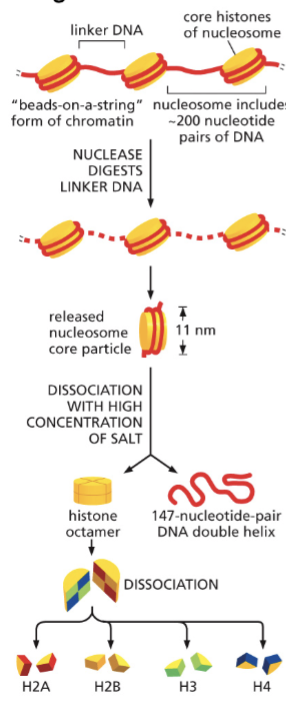 core histones
of nucleosome
linker DNA
“beads-on-a-string”
form of chromatin
nucleosome includes
~200 nucleotide
pairs of DNA
NUCLEASE
DIGESTS
LINKER DNA
released
nucleosome
core particle
11 nm
DISSOCIATION
WITH HIGH
CONCENTRATION
OF SALT
histone
octamer
147-nucleotide-pair
DNA double helix
DISSOCIATION
H2A H2B H3 H4